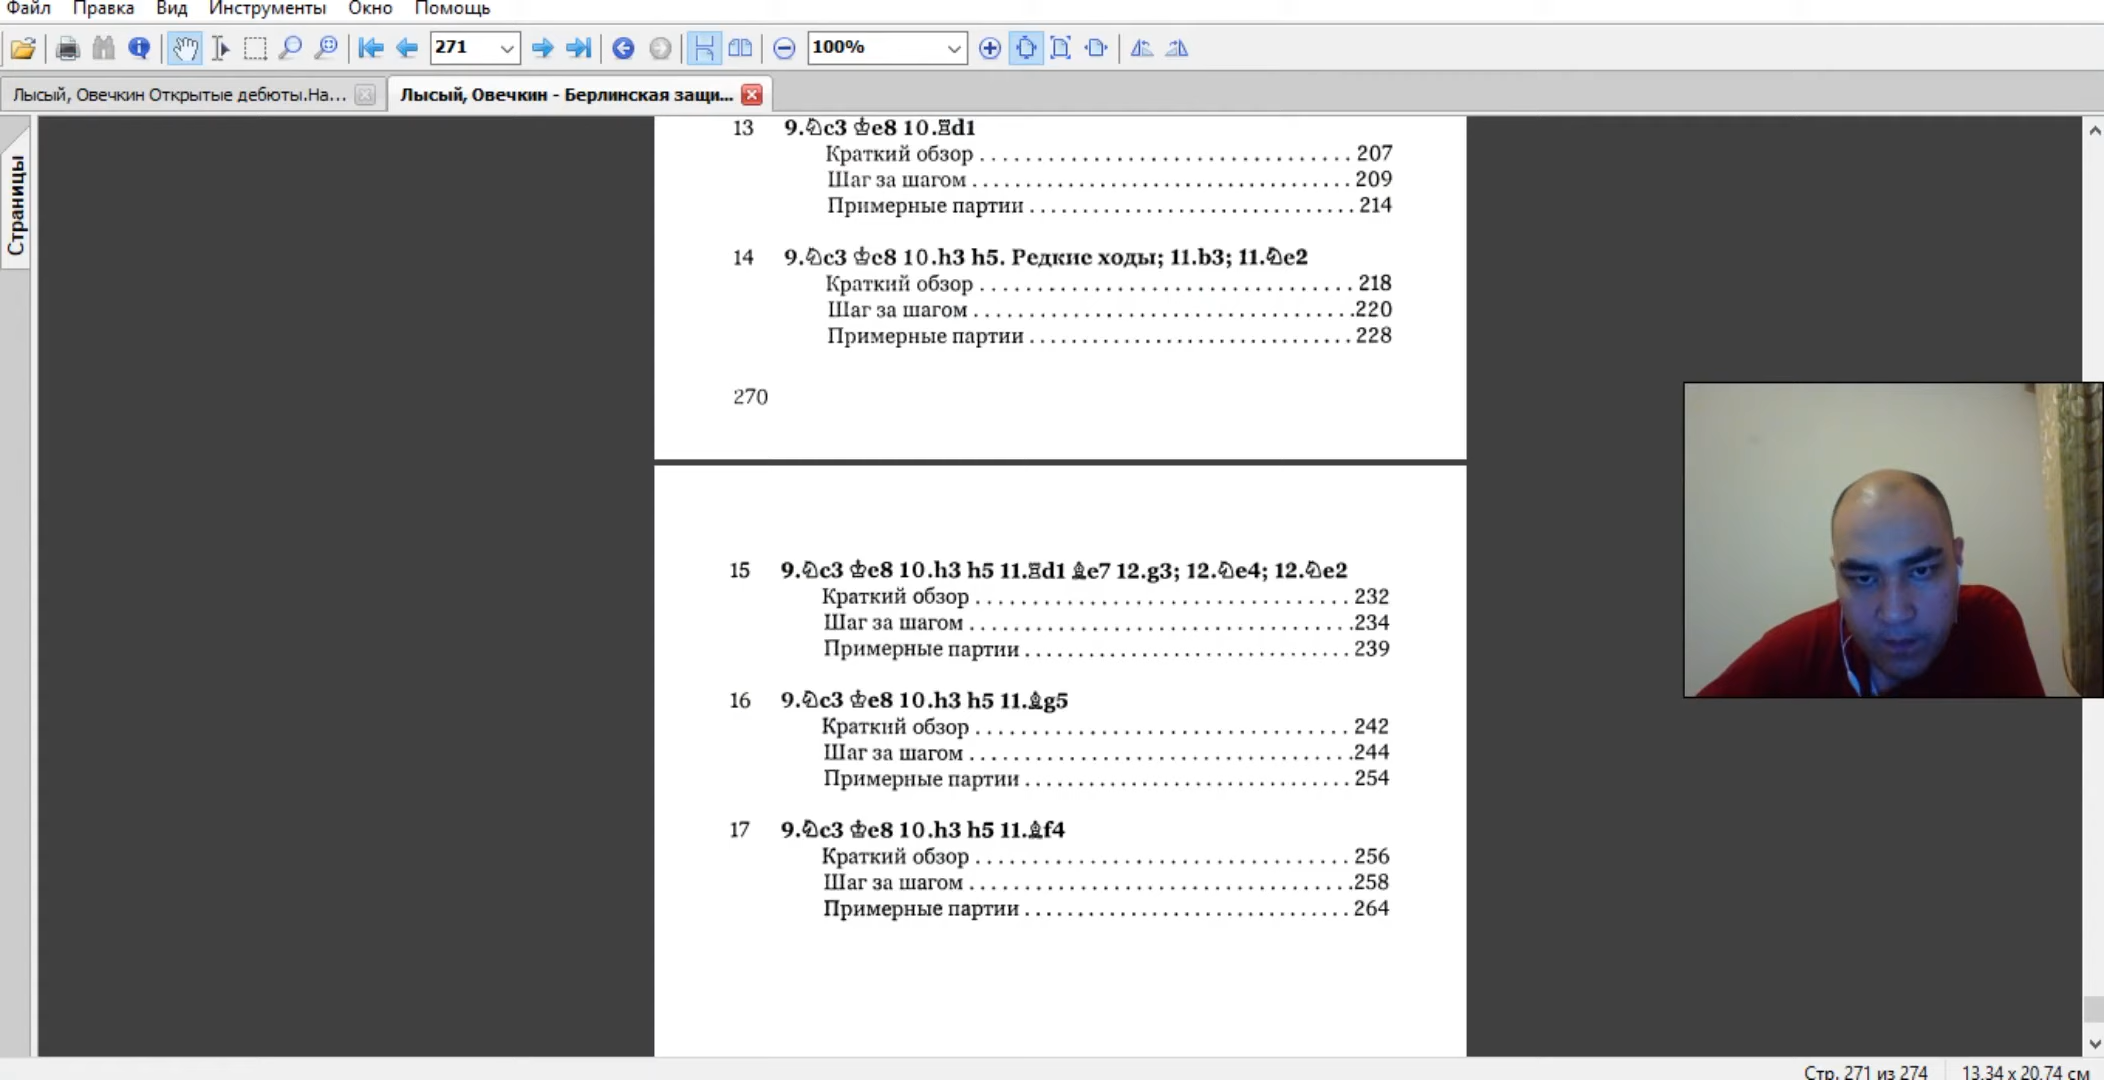 Файл Правка Вид Инструменты Окно Помощь
271 100%
Лысый, Овечкин Открытые дебюты.На... Лысый, Овечкин - Берлинская защи...
Страницы
13 9.♘c3 ♔e8 10.♖d1
Краткий обзор . . . . . . . . . . . . . . . . . . . . . . . . . . . . . 207
Шаг за шагом . . . . . . . . . . . . . . . . . . . . . . . . . . . . . 209
Примерные партии . . . . . . . . . . . . . . . . . . . . . . . . . 214
14 9.♘c3 ♔e8 10.h3 h5. Редкие ходы; 11.b3; 11.♘e2
Краткий обзор . . . . . . . . . . . . . . . . . . . . . . . . . . . . . 218
Шаг за шагом . . . . . . . . . . . . . . . . . . . . . . . . . . . . . 220
Примерные партии . . . . . . . . . . . . . . . . . . . . . . . . . 228
270
15 9.♘c3 ♔e8 10.h3 h5 11.♖d1 ♝e7 12.g3; 12.♘e4; 12.♘e2
Краткий обзор . . . . . . . . . . . . . . . . . . . . . . . . . . . . . 232
Шаг за шагом . . . . . . . . . . . . . . . . . . . . . . . . . . . . . 234
Примерные партии . . . . . . . . . . . . . . . . . . . . . . . . . 239
16 9.♘c3 ♔e8 10.h3 h5 11.♗g5
Краткий обзор . . . . . . . . . . . . . . . . . . . . . . . . . . . . . 242
Шаг за шагом . . . . . . . . . . . . . . . . . . . . . . . . . . . . . 244
Примерные партии . . . . . . . . . . . . . . . . . . . . . . . . . 254
17 9.♘c3 ♔e8 10.h3 h5 11.♗f4
Краткий обзор . . . . . . . . . . . . . . . . . . . . . . . . . . . . . 256
Шаг за шагом . . . . . . . . . . . . . . . . . . . . . . . . . . . . . 258
Примерные партии . . . . . . . . . . . . . . . . . . . . . . . . . 264
Стр. 271 из 274 13.34 x 20.74 см